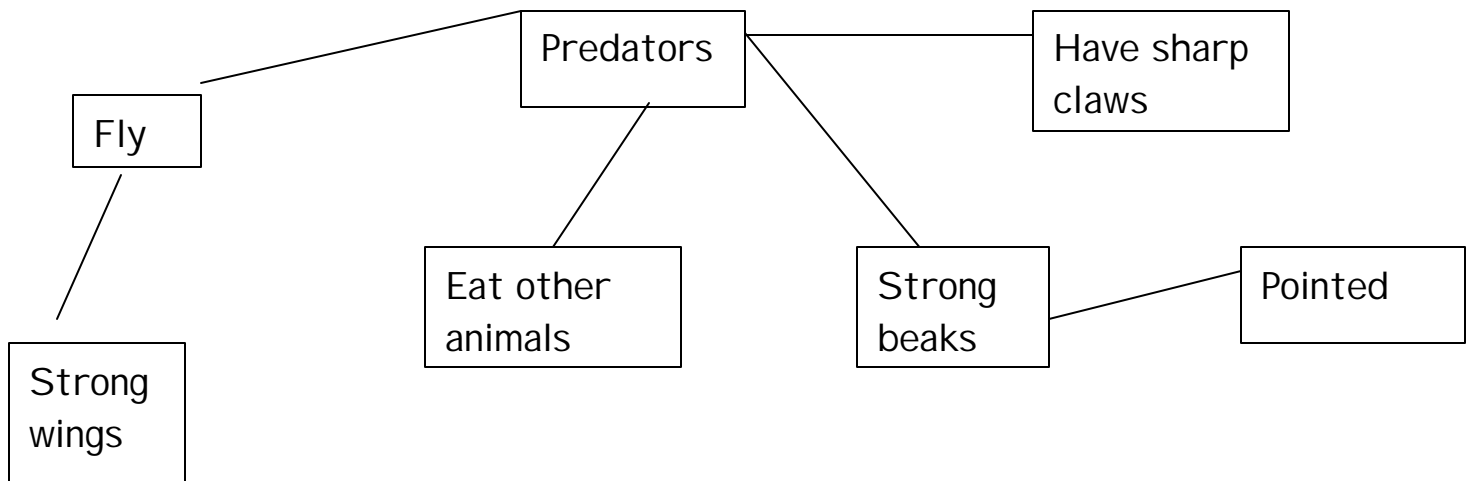 Predators
Have sharp
claws
Fly
Eat other
animals
Strong
beaks
Pointed
Strong
wings